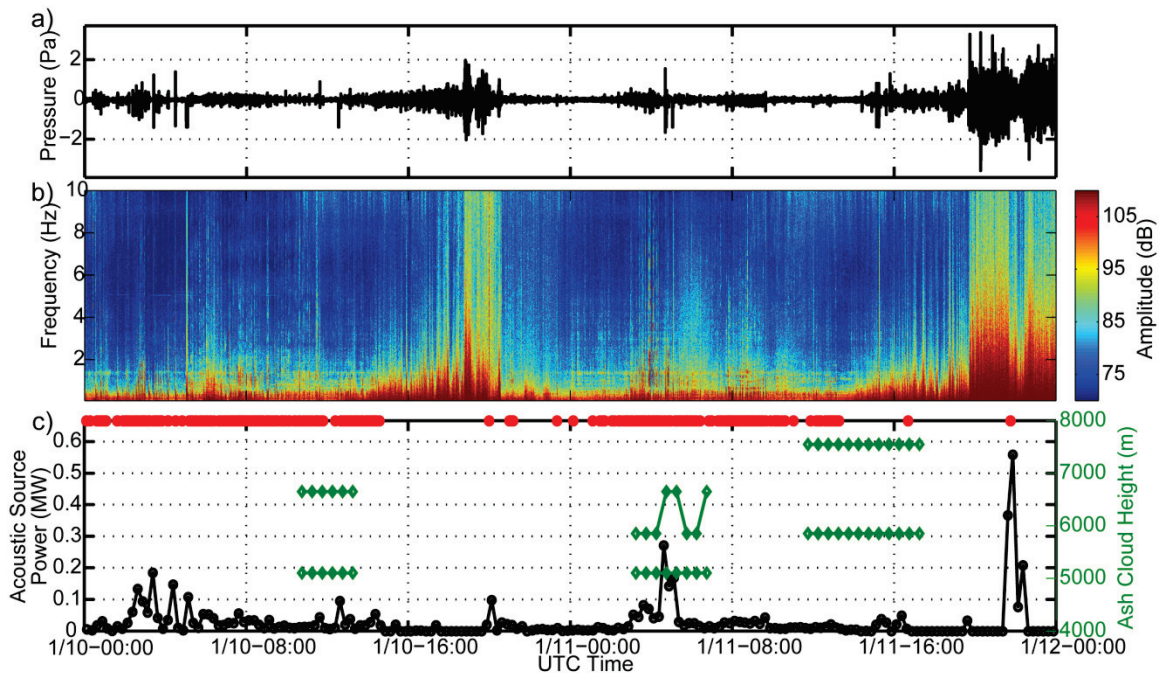 a)
Pressure (Pa)
2
0
−2
b)
Frequency (Hz)
10
8
6
4
2
105
95
85
75
Amplitude (dB)
c)
Acoustic Source
Power (MW)
0.6
0.5
0.4
0.3
0.2
0.1
0
8000
7000
6000
5000
4000
Ash Cloud Height (m)
1/10−00:00 1/10−08:00 1/10−16:00 1/11−00:00 1/11−08:00 1/11−16:00 1/12−00:00
UTC Time